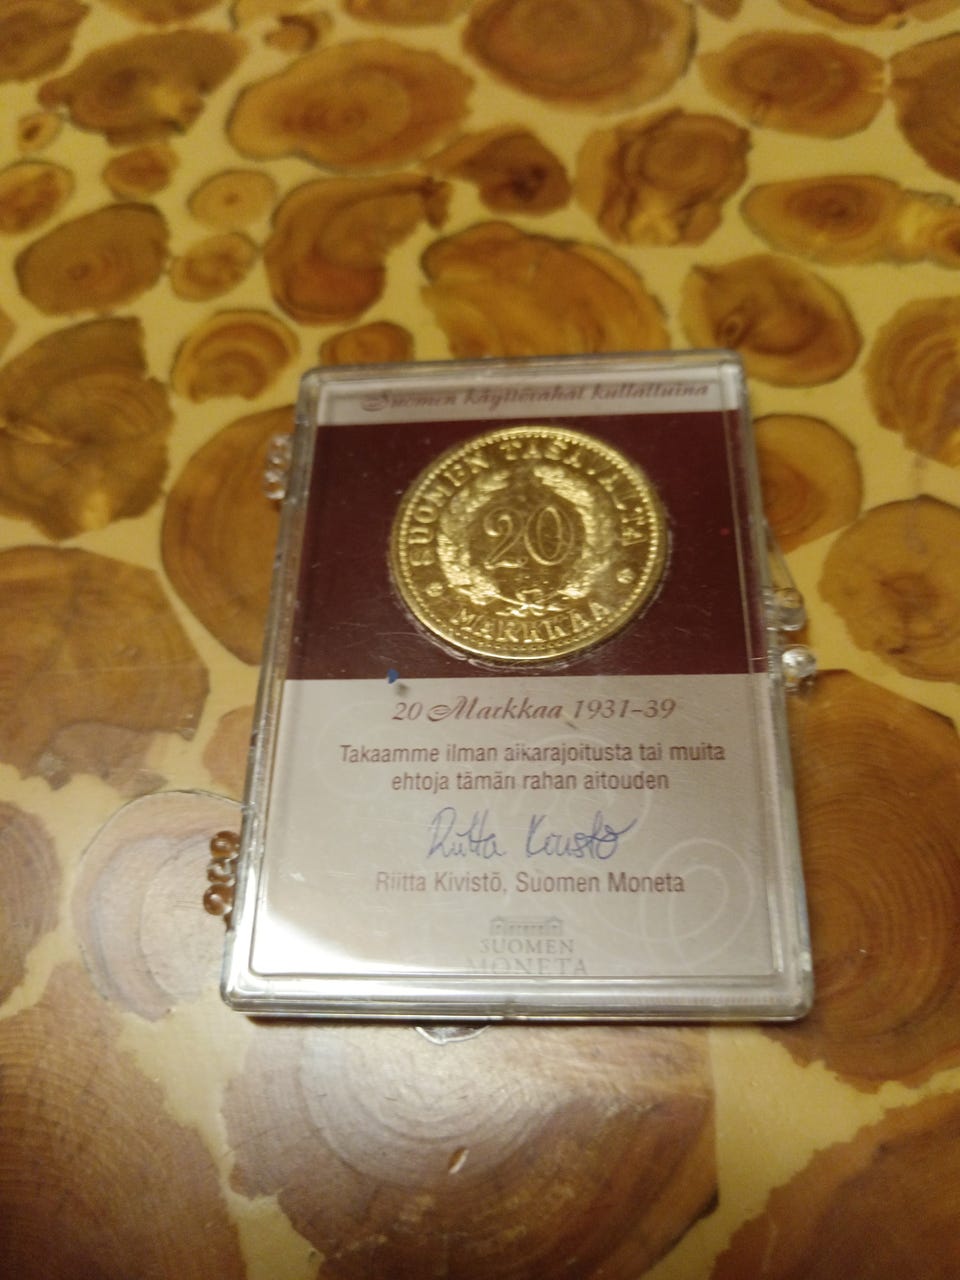 Suomen käyttörahat kullattuina
SUOMEN TASAVALTA
20
MARKKAA
20 Markkaa 1931-39
Takaamme ilman aikarajoitusta tai muita
ehtoja tämän rahan aitouden
Riitta Kivistö
Riitta Kivistö, Suomen Moneta
SUOMEN
MONETA